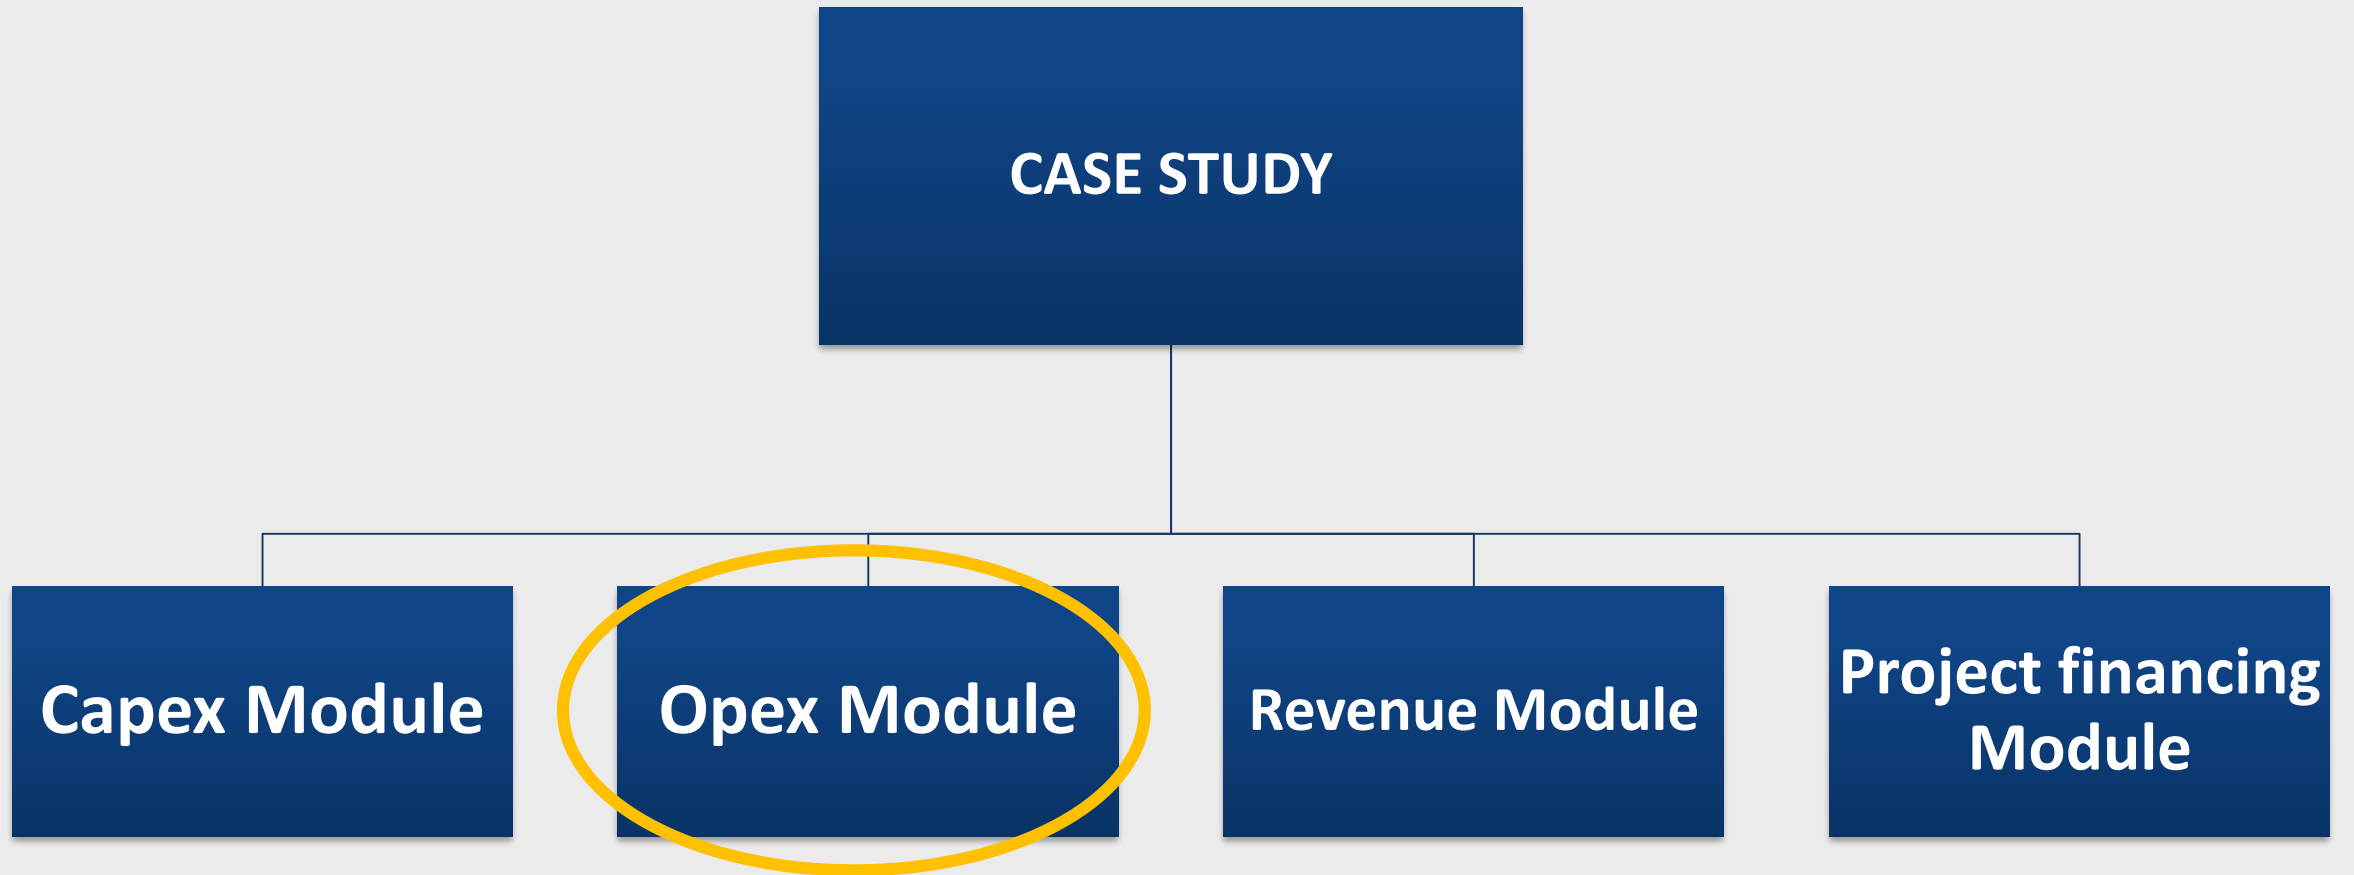 CASE STUDY
Capex Module
Opex Module
Revenue Module
Project financing
Module